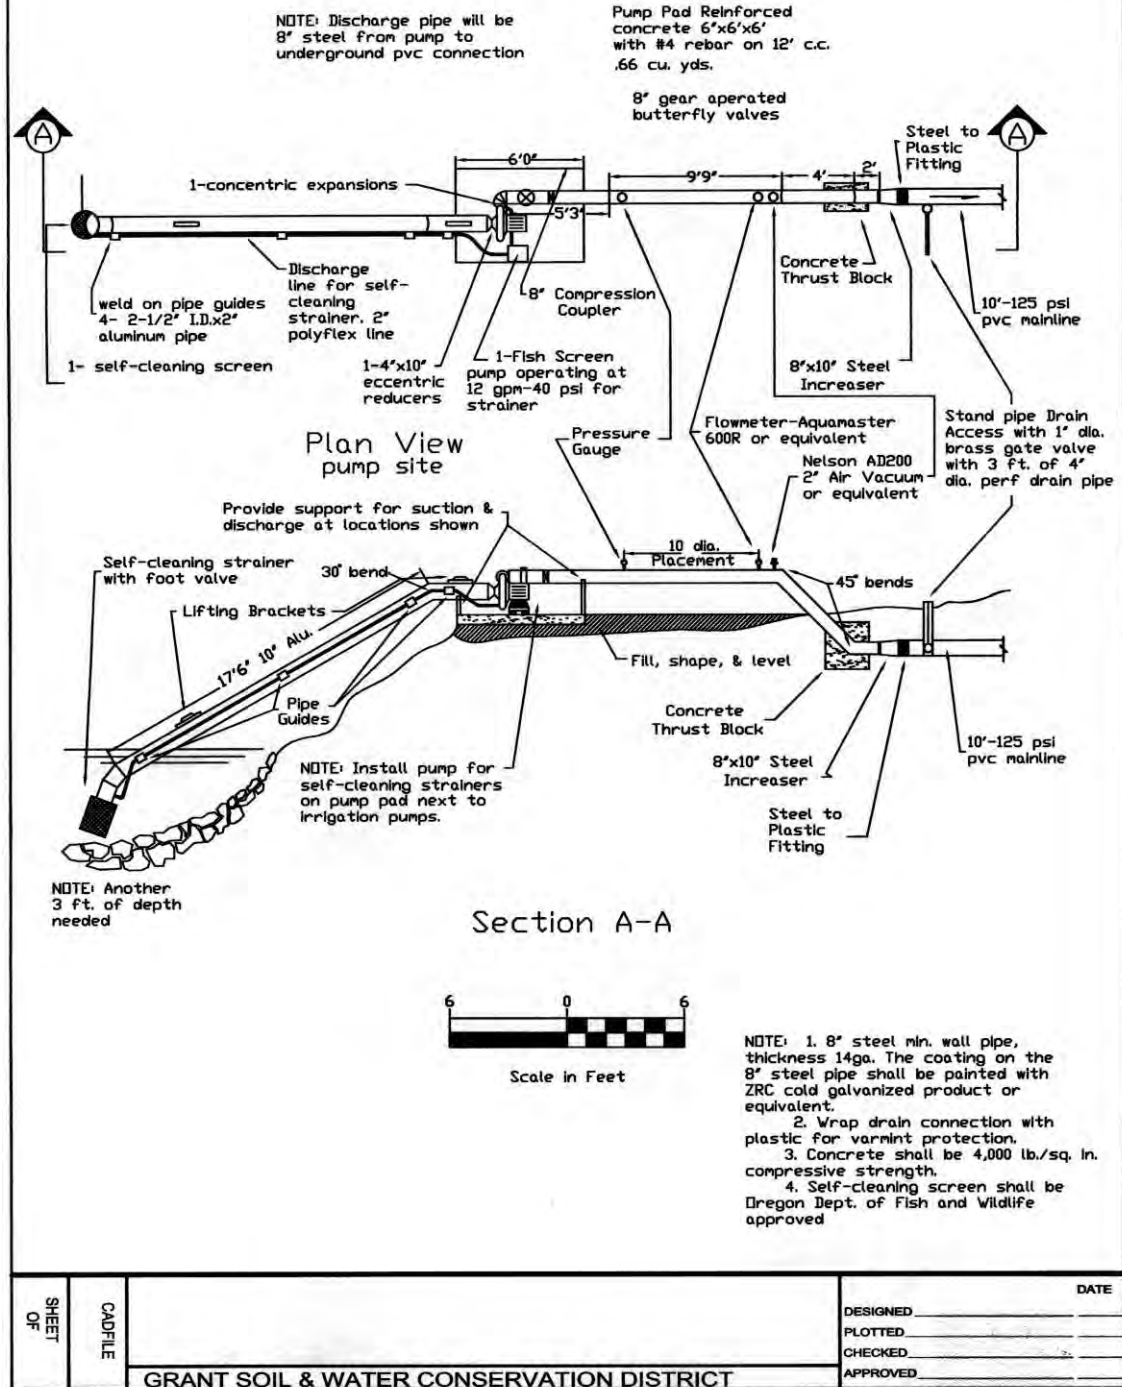 NOTE: Discharge pipe will be
8" steel from pump to
underground pvc connection
Pump Pad Reinforced
concrete 6"x6'x6'
with #4 rebar on 12' c.c.
.66 cu. yds.
8" gear operated
butterfly valves
A
A
Steel to
Plastic
Fitting
6'0"
9'9"
4'
2'
5'3"
1-concentric expansions
Concrete
Thrust Block
Discharge
line for self-
cleaning
strainer. 2"
polyflex line
8" Compression
Coupler
weld on pipe guides
4- 2-1/2" I.D.x2"
aluminum pipe
10'-125 psi
pvc mainline
1- self-cleaning screen
1-4"x10"
eccentric
reducers
1-Fish Screen
pump operating at
12 gpm-40 psi for
strainer
8"x10" Steel
Increaser
Plan View
pump site
Pressure
Gauge
Flowmeter-Aquamaster
600R or equivalent
Stand pipe Drain
Access with 1" dia.
brass gate valve
with 3 ft. of 4"
dia. perf drain pipe
Nelson AD200
2" Air Vacuum
or equivalent
Provide support for suction &
discharge at locations shown
10 dia.
Placement
Self-cleaning strainer
with foot valve
30° bend
45° bends
Lifting Brackets
17'6" 10" Alu.
Fill, shape, & level
Pipe
Guides
Concrete
Thrust Block
10'-125 psi
pvc mainline
8"x10" Steel
Increaser
NOTE: Install pump for
self-cleaning strainers
on pump pad next to
irrigation pumps.
Steel to
Plastic
Fitting
NOTE: Another
3 ft. of depth
needed
Section A-A
6 0 6
Scale in Feet
NOTE: 1. 8" steel min. wall pipe,
thickness 14ga. The coating on the
8" steel pipe shall be painted with
ZRC cold galvanized product or
equivalent.
2. Wrap drain connection with
plastic for varmint protection.
3. Concrete shall be 4,000 lb./sq. in.
compressive strength.
4. Self-cleaning screen shall be
Oregon Dept. of Fish and Wildlife
approved
SHEET
OF
CADFILE
DATE
DESIGNED
PLOTTED
CHECKED
APPROVED
GRANT SOIL & WATER CONSERVATION DISTRICT